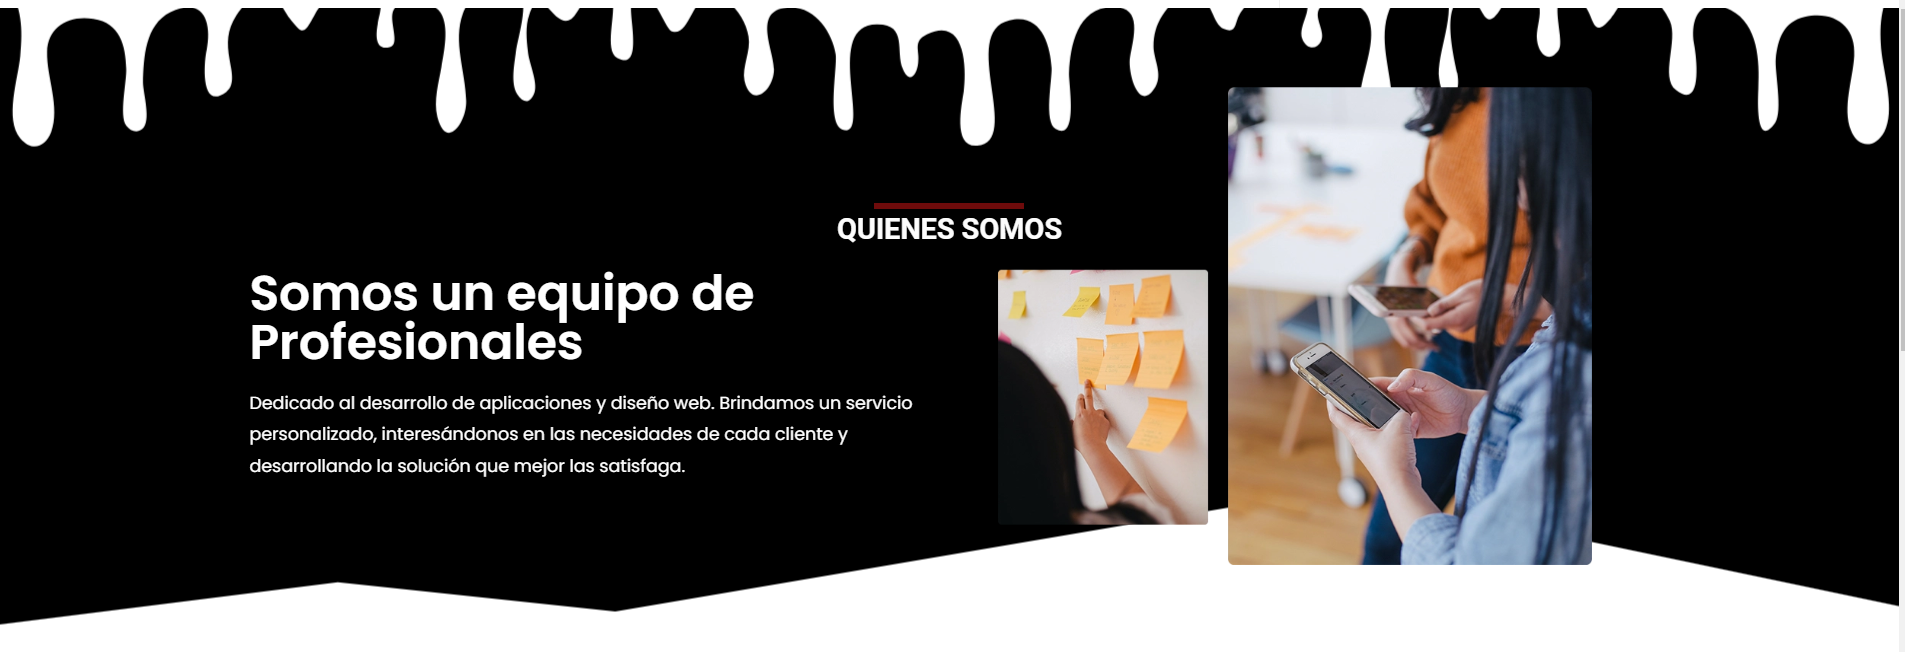 QUIENES SOMOS
Somos un equipo de
Profesionales
Dedicado al desarrollo de aplicaciones y diseño web. Brindamos un servicio
personalizado, interesándonos en las necesidades de cada cliente y
desarrollando la solución que mejor las satisfaga.